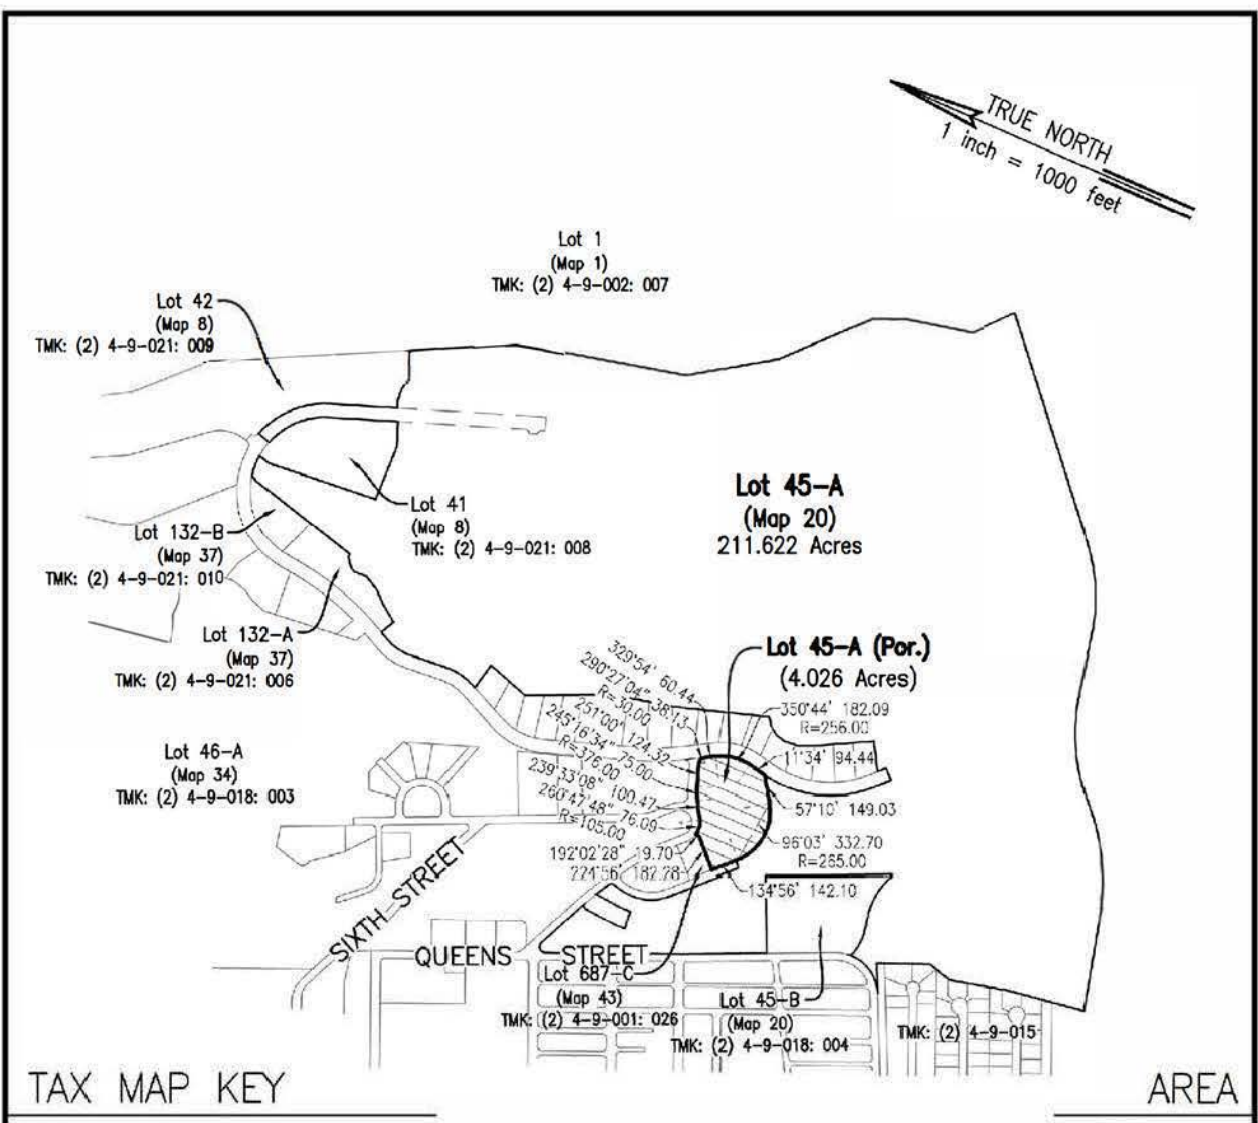 TRUE NORTH
1 inch = 1000 feet
Lot 1
(Map 1)
TMK: (2) 4-9-002: 007
Lot 42
(Map 8)
TMK: (2) 4-9-021: 009
Lot 45-A
(Map 20)
211.622 Acres
Lot 41
(Map 8)
TMK: (2) 4-9-021: 008
Lot 132-B
(Map 37)
TMK: (2) 4-9-021: 010
Lot 132-A
(Map 37)
TMK: (2) 4-9-021: 006
Lot 45-A (Por.)
(4.026 Acres)
329°54' 60.44
290°27'04" 38.13
R=30.00
251°00' 124.32
245°16'34" 75.00
R=376.00
239°33'08" 100.47
260°47'48" 76.09
R=105.00
192°02'28" 19.70
224°56' 182.28
350°44' 182.09
R=256.00
11°34' 94.44
57°10' 149.03
96°03' 332.70
R=265.00
134°56' 142.10
Lot 46-A
(Map 34)
TMK: (2) 4-9-018: 003
SIXTH STREET
QUEENS STREET
Lot 687-C
(Map 43)
TMK: (2) 4-9-001: 026
Lot 45-B
(Map 20)
TMK: (2) 4-9-018: 004
TMK: (2) 4-9-015
TAX MAP KEY
AREA